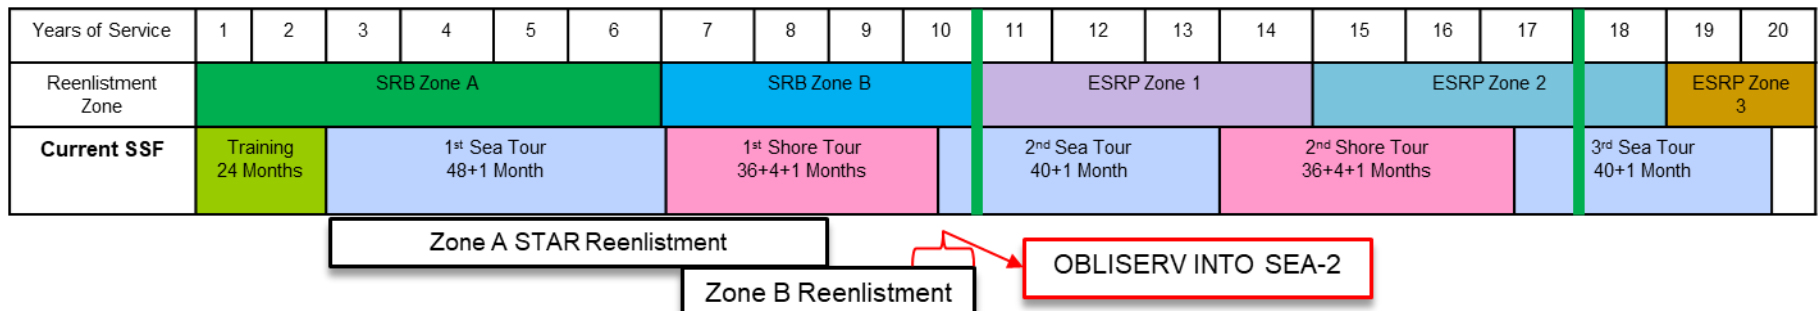 Years of Service 1 2 3 4 5 6 7 8 9 10 11 12 13 14 15 16 17 18 19 20
Reenlistment
Zone
SRB Zone A
SRB Zone B
ESRP Zone 1
ESRP Zone 2
ESRP Zone
3
Current SSF
Training
24 Months
1st Sea Tour
48+1 Month
1st Shore Tour
36+4+1 Months
2nd Sea Tour
40+1 Month
2nd Shore Tour
36+4+1 Months
3rd Sea Tour
40+1 Month
Zone A STAR Reenlistment
OBLISERV INTO SEA-2
Zone B Reenlistment